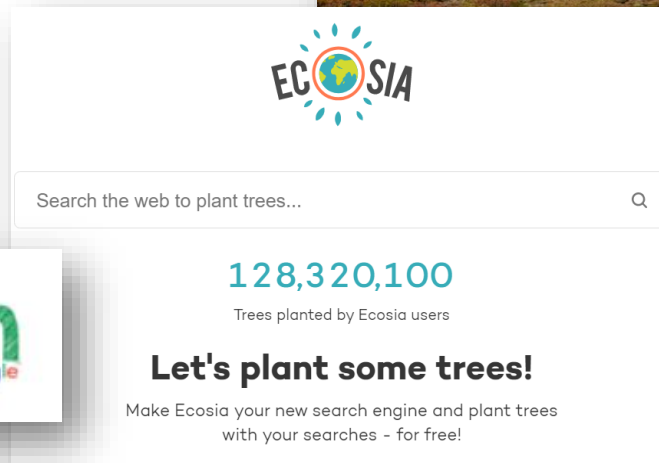 ECOSIA
Search the web to plant trees...
128,320,100
Trees planted by Ecosia users
Let's plant some trees!
Make Ecosia your new search engine and plant trees
with your searches - for free!